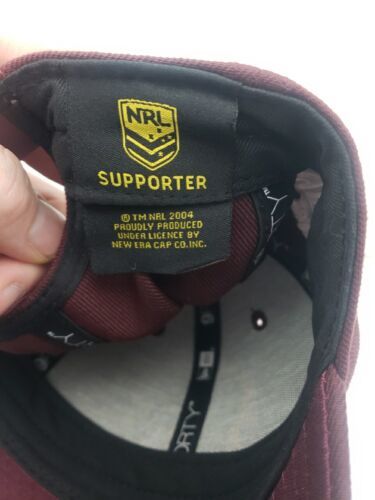 NRL
SUPPORTER
® TM NRL 2004
PROUDLY PRODUCED
UNDER LICENCE BY
NEW ERA CAP CO.INC.